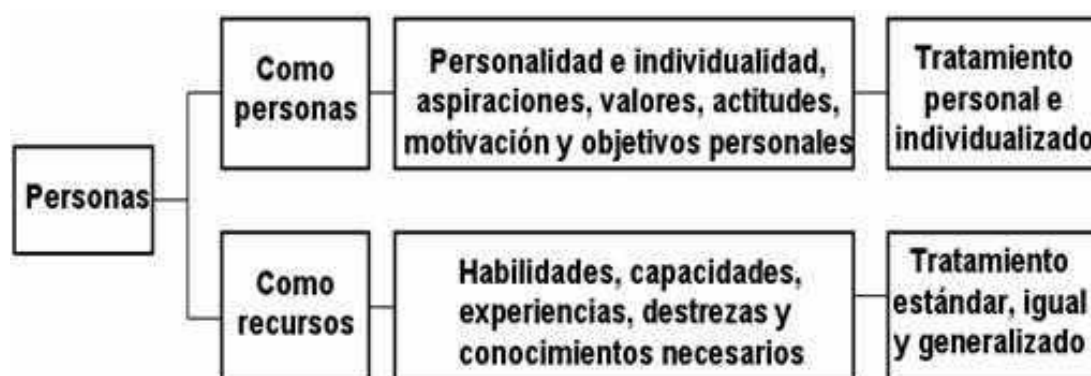 Personas
Como
personas
Personalidad e individualidad,
aspiraciones, valores, actitudes,
motivación y objetivos personales
Tratamiento
personal e
individualizado
Como
recursos
Habilidades, capacidades,
experiencias, destrezas y
conocimientos necesarios
Tratamiento
estándar, igual
y generalizado